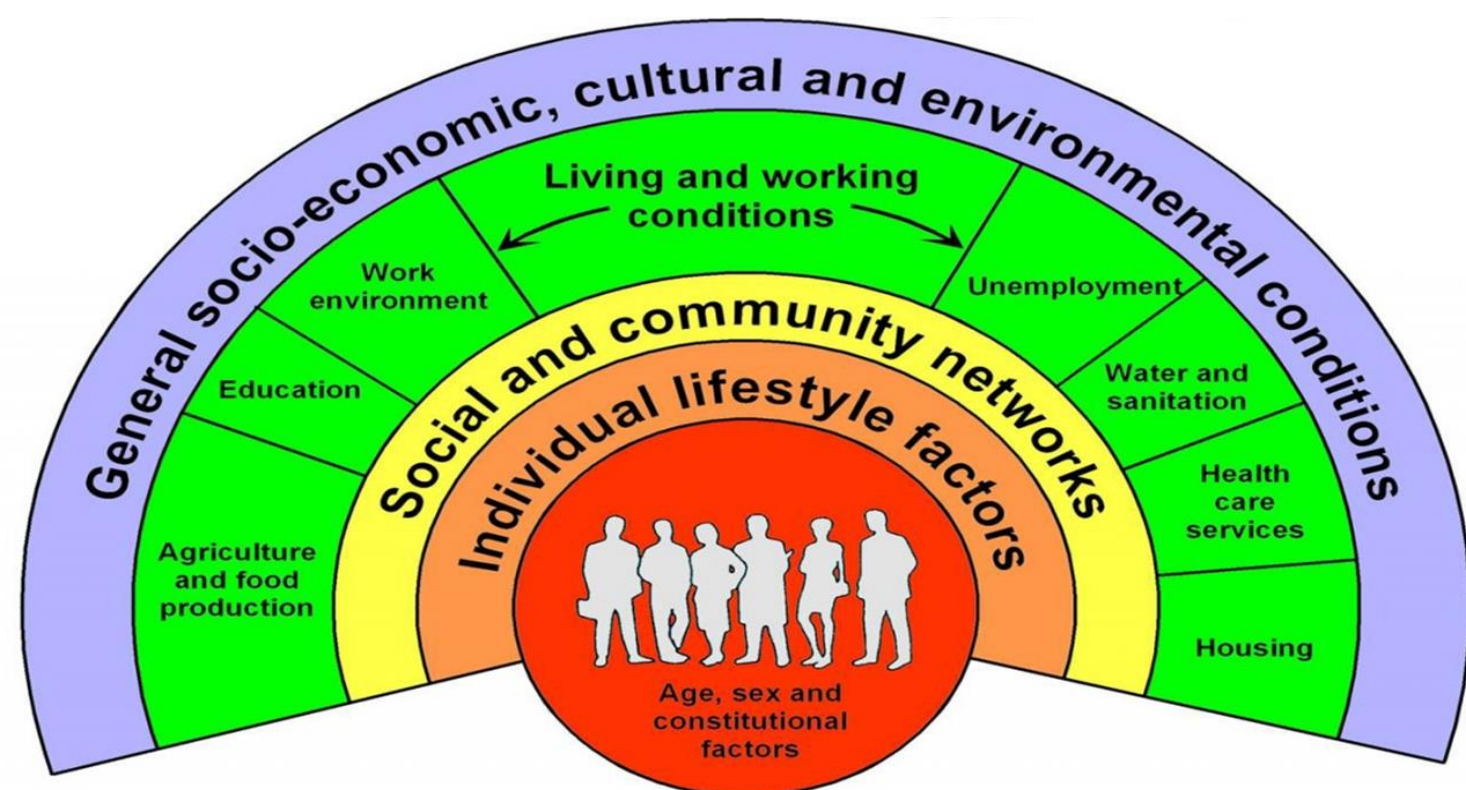 General socio-economic, cultural and environmental conditions
Living and working
conditions
Work
environment
Unemployment
Education
Water and
sanitation
Agriculture
and food
production
Health
care
services
Housing
Social and community networks
Individual lifestyle factors
Age, sex and
constitutional
factors